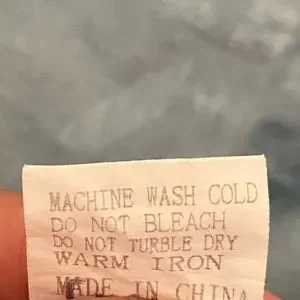 MACHINE WASH COLD
DO NOT BLEACH
DO NOT TURBLE DRY
WARM IRON
MADE IN CHINA